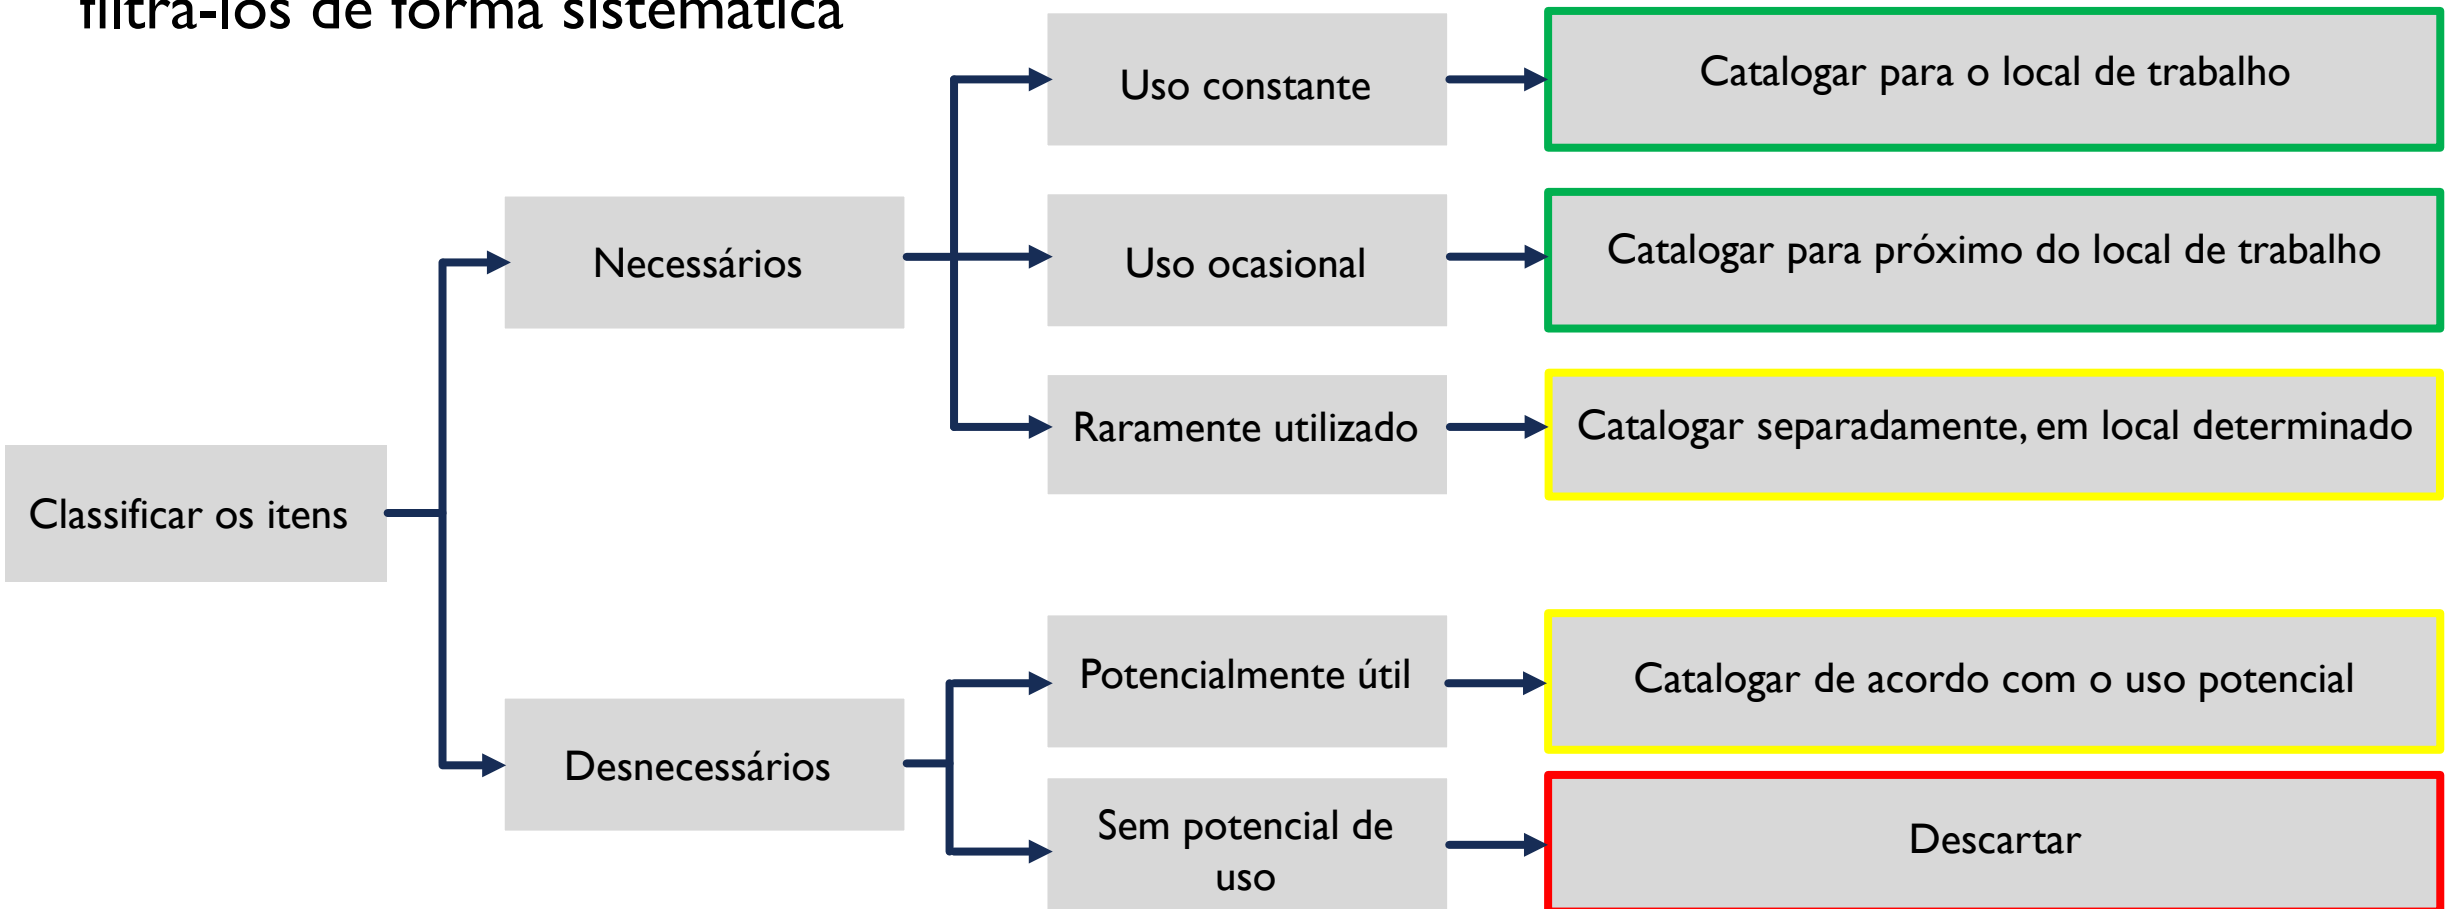 filtrá-los de forma sistemática
Uso constante
Catalogar para o local de trabalho
Necessários
Uso ocasional
Catalogar para próximo do local de trabalho
Raramente utilizado
Catalogar separadamente, em local determinado
Classificar os itens
Potencialmente útil
Catalogar de acordo com o uso potencial
Desnecessários
Sem potencial de
uso
Descartar